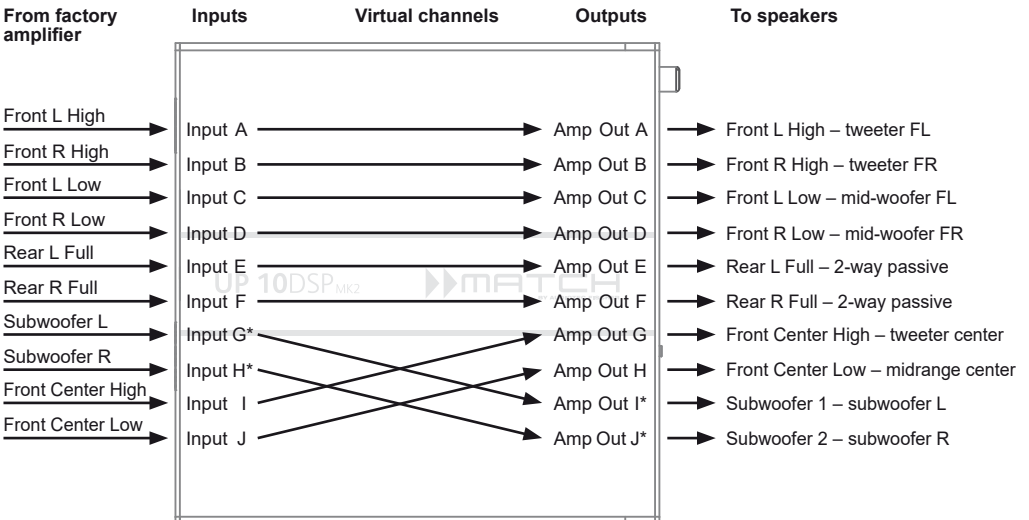 From factory amplifier
Inputs
Virtual channels
Outputs
To speakers
Front L High
Input A
Amp Out A
Front L High – tweeter FL
Front R High
Input B
Amp Out B
Front R High – tweeter FR
Front L Low
Input C
Amp Out C
Front L Low – mid-woofer FL
Front R Low
Input D
Amp Out D
Front R Low – mid-woofer FR
Rear L Full
Input E
Amp Out E
Rear L Full – 2-way passive
UP 10DSP MK2
MATCH
Rear R Full
Input F
Amp Out F
Rear R Full – 2-way passive
Subwoofer L
Input G*
Amp Out G
Front Center High – tweeter center
Subwoofer R
Input H*
Amp Out H
Front Center Low – midrange center
Front Center High
Input I
Amp Out I*
Subwoofer 1 – subwoofer L
Front Center Low
Input J
Amp Out J*
Subwoofer 2 – subwoofer R